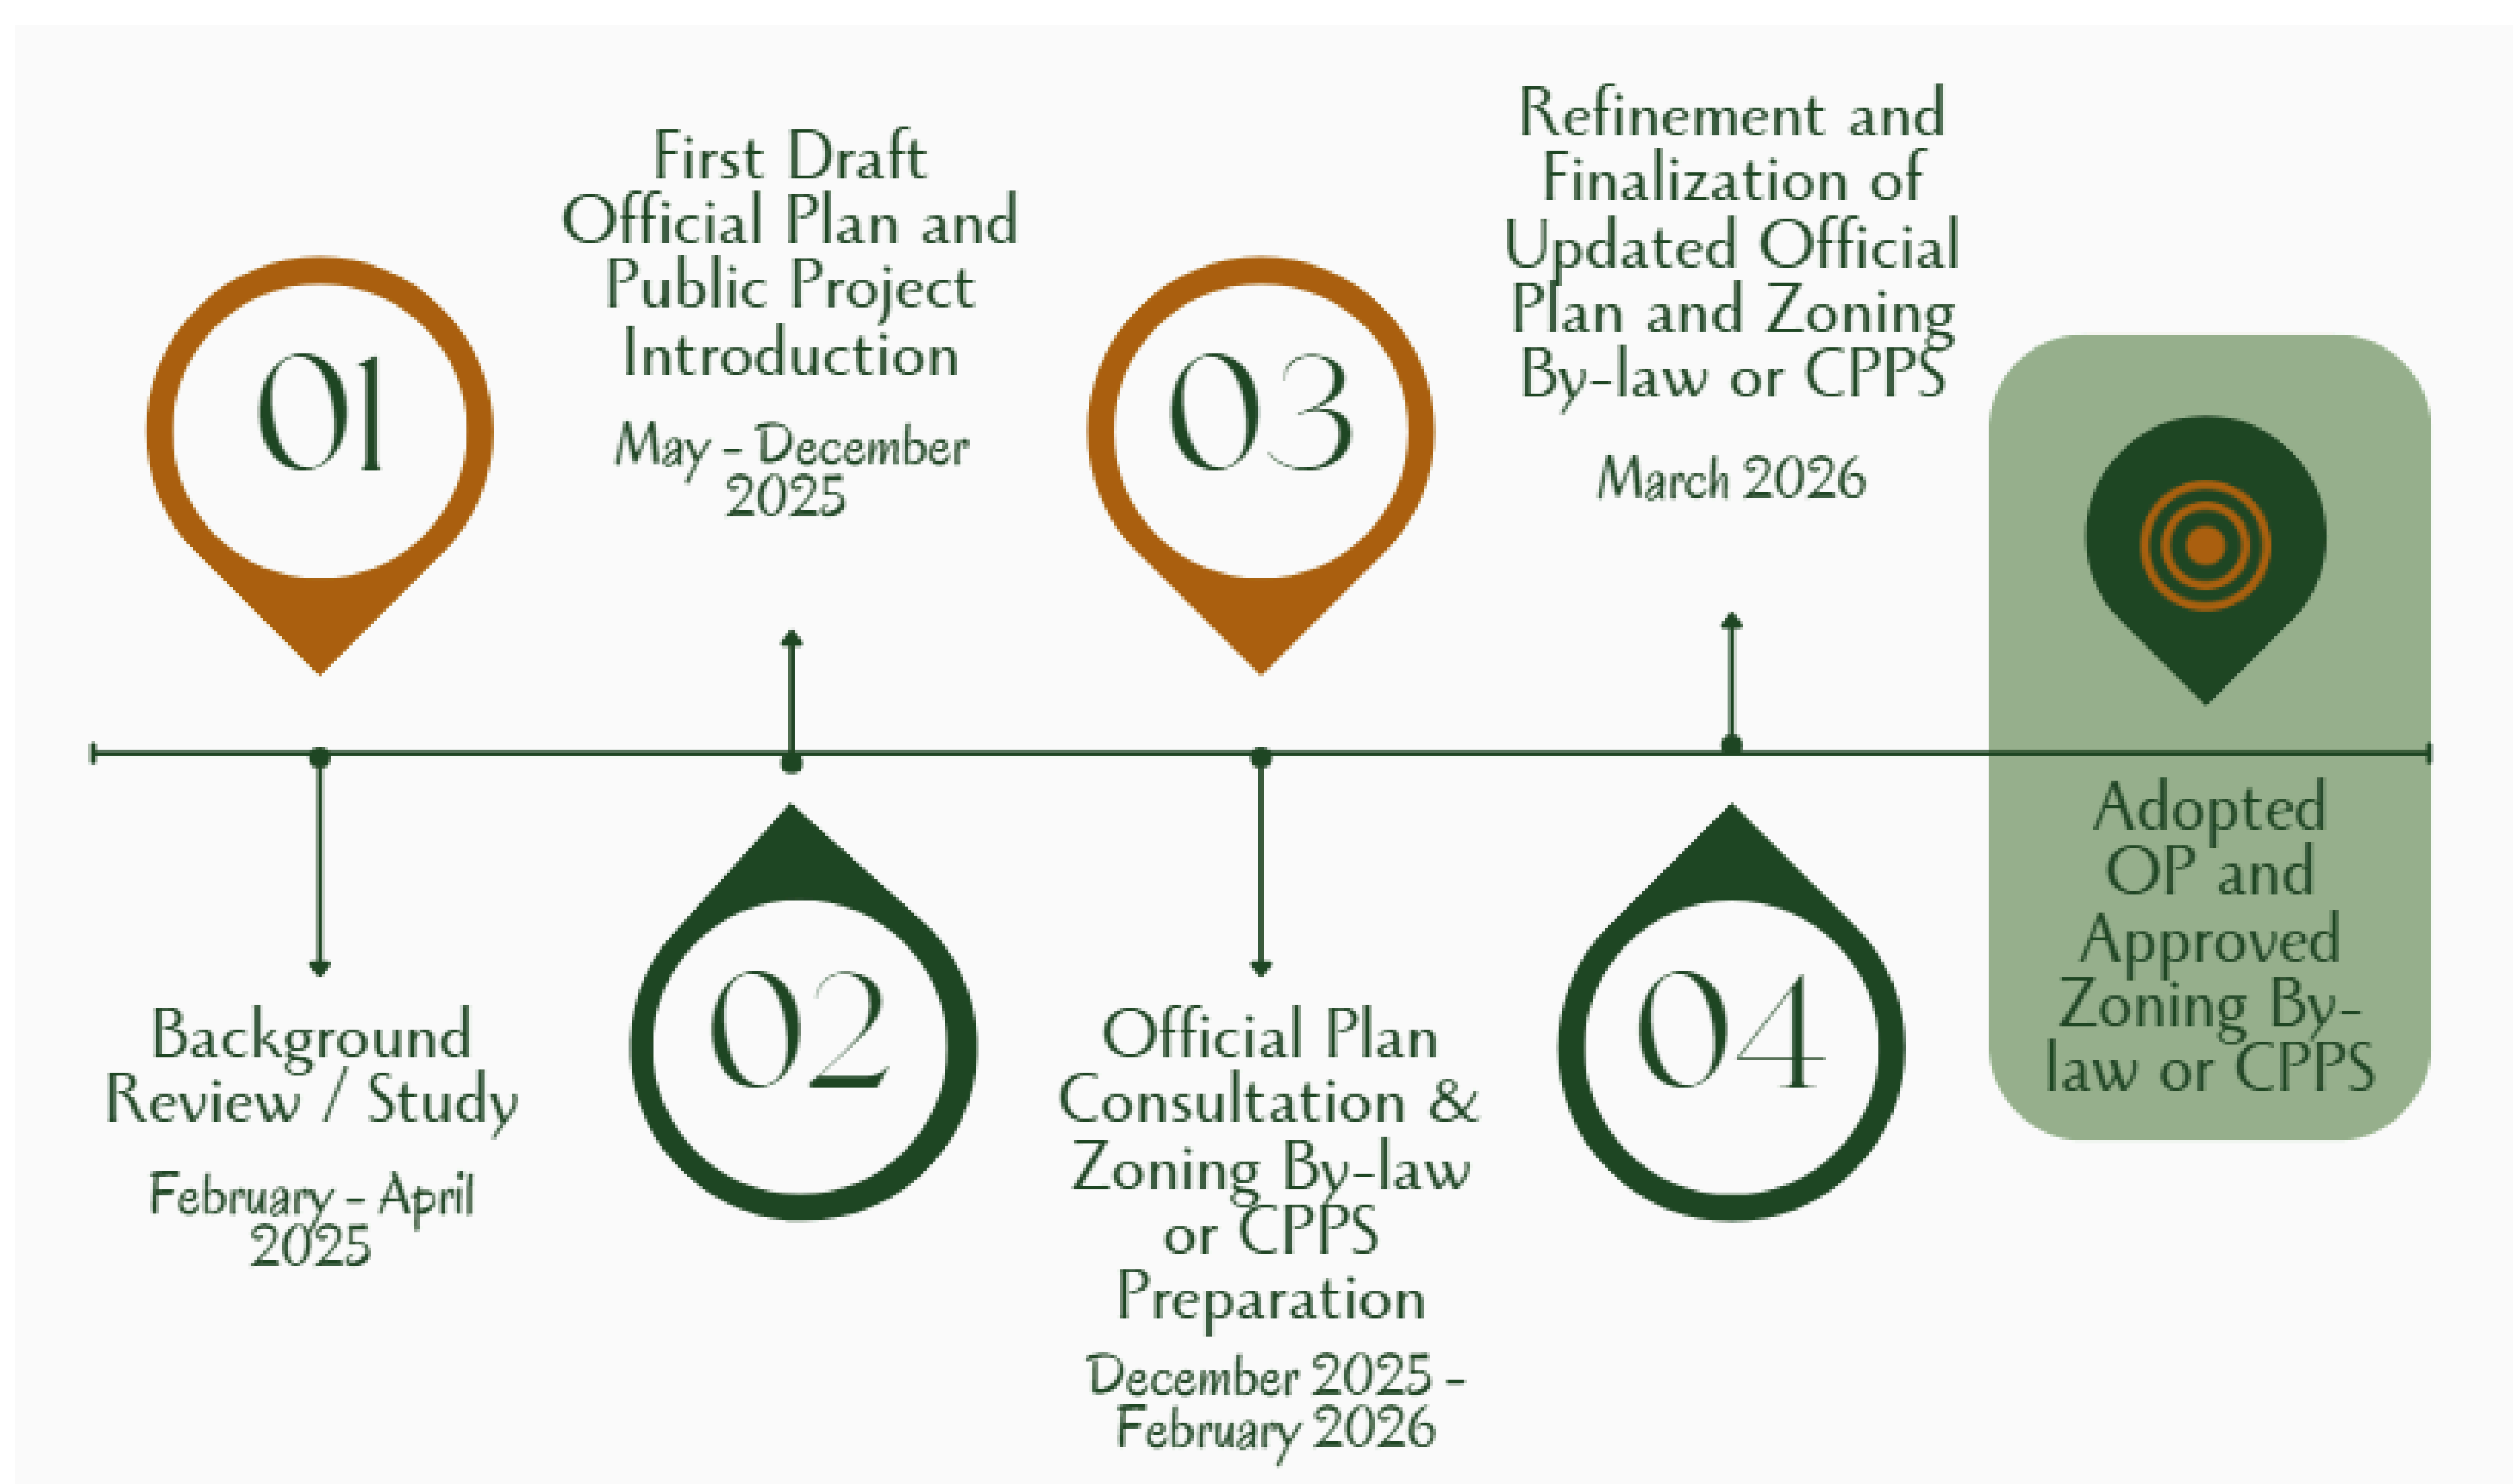 01
Background
Review / Study
February - April
2025
First Draft
Official Plan and
Public Project
Introduction
May - December
2025
02
03
Official Plan
Consultation &
Zoning By-law
or CPPS
Preparation
December 2025 -
February 2026
Refinement and
Finalization of
Updated Official
Plan and Zoning
By-law or CPPS
March 2026
04
Adopted
OP and
Approved
Zoning By-
law or CPPS